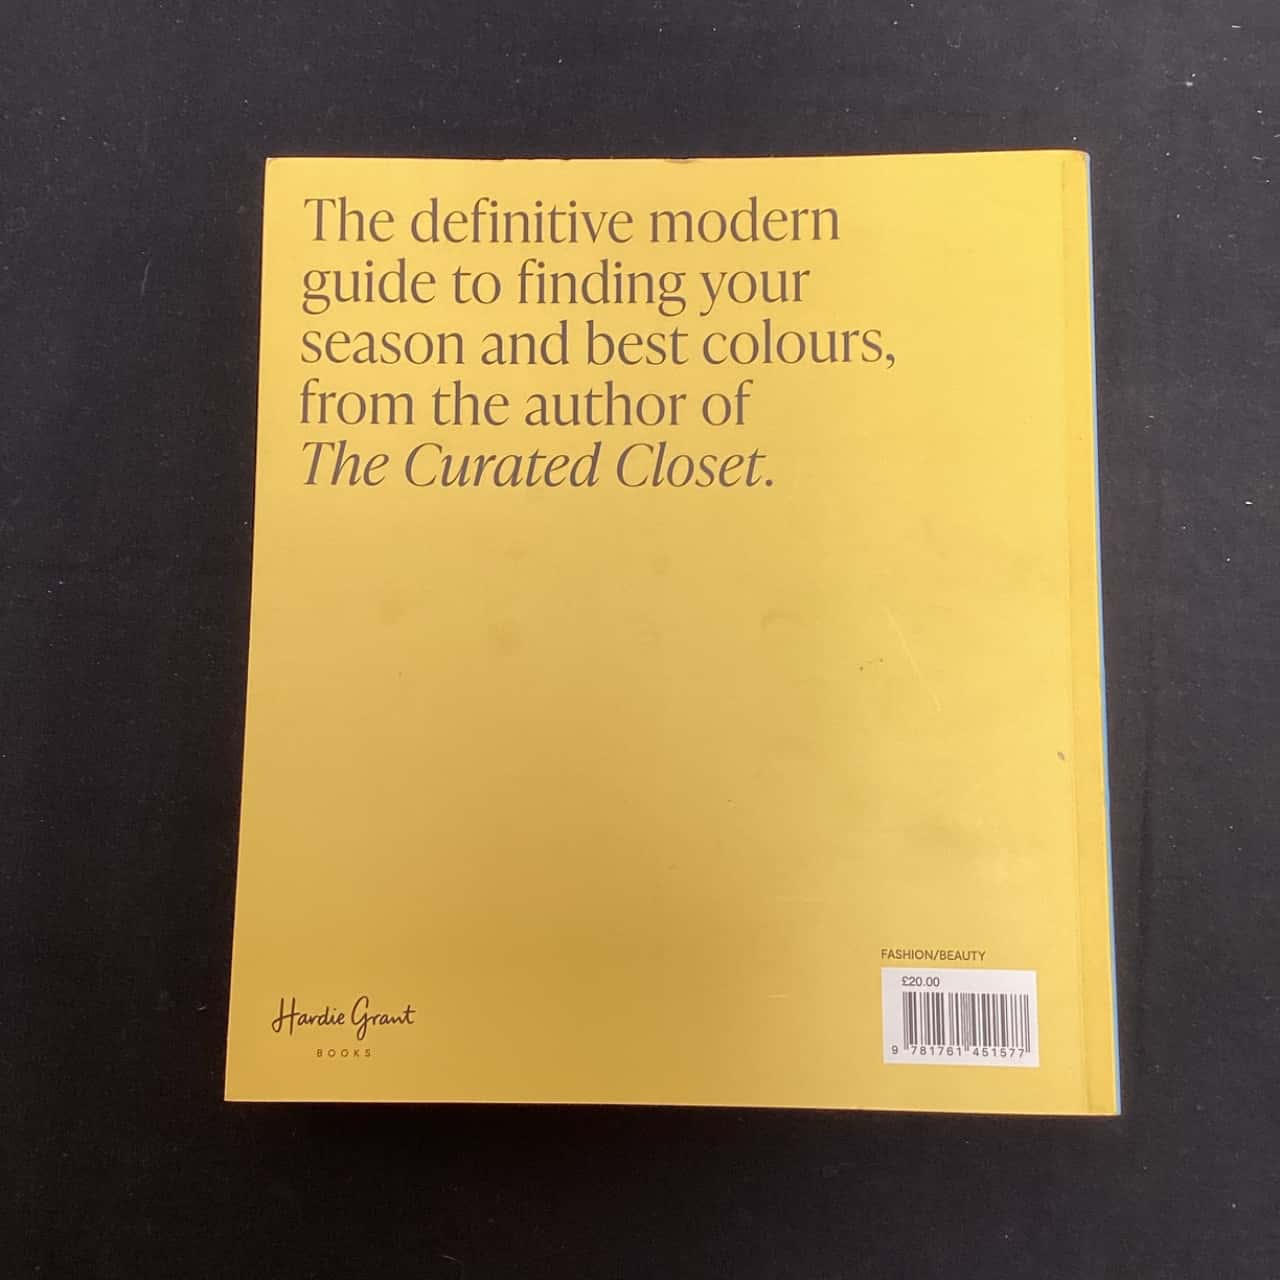 The definitive modern
guide to finding your
season and best colours,
from the author of
The Curated Closet.
FASHION/BEAUTY
£20.00
9 781761 451577
Hardie Grant
BOOKS